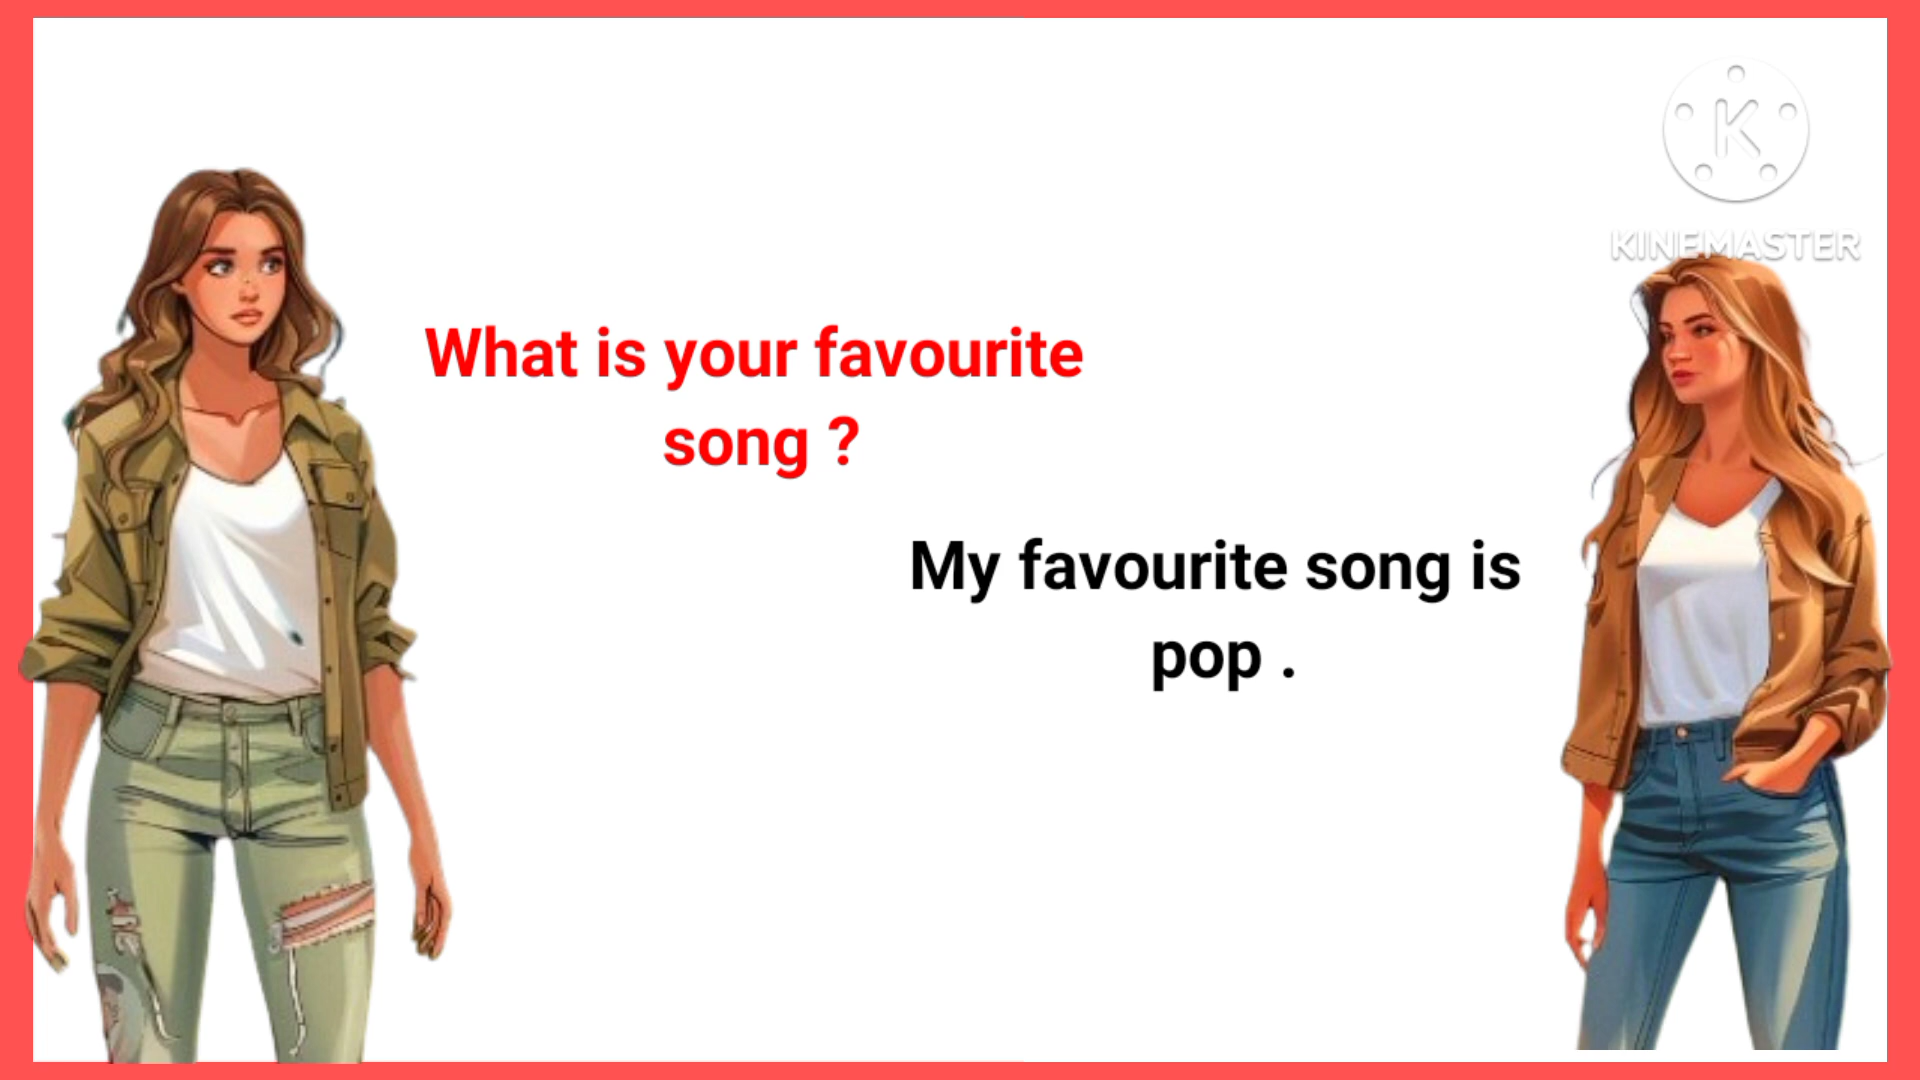 K
KINEMASTER
What is your favourite
song ?
My favourite song is
pop .